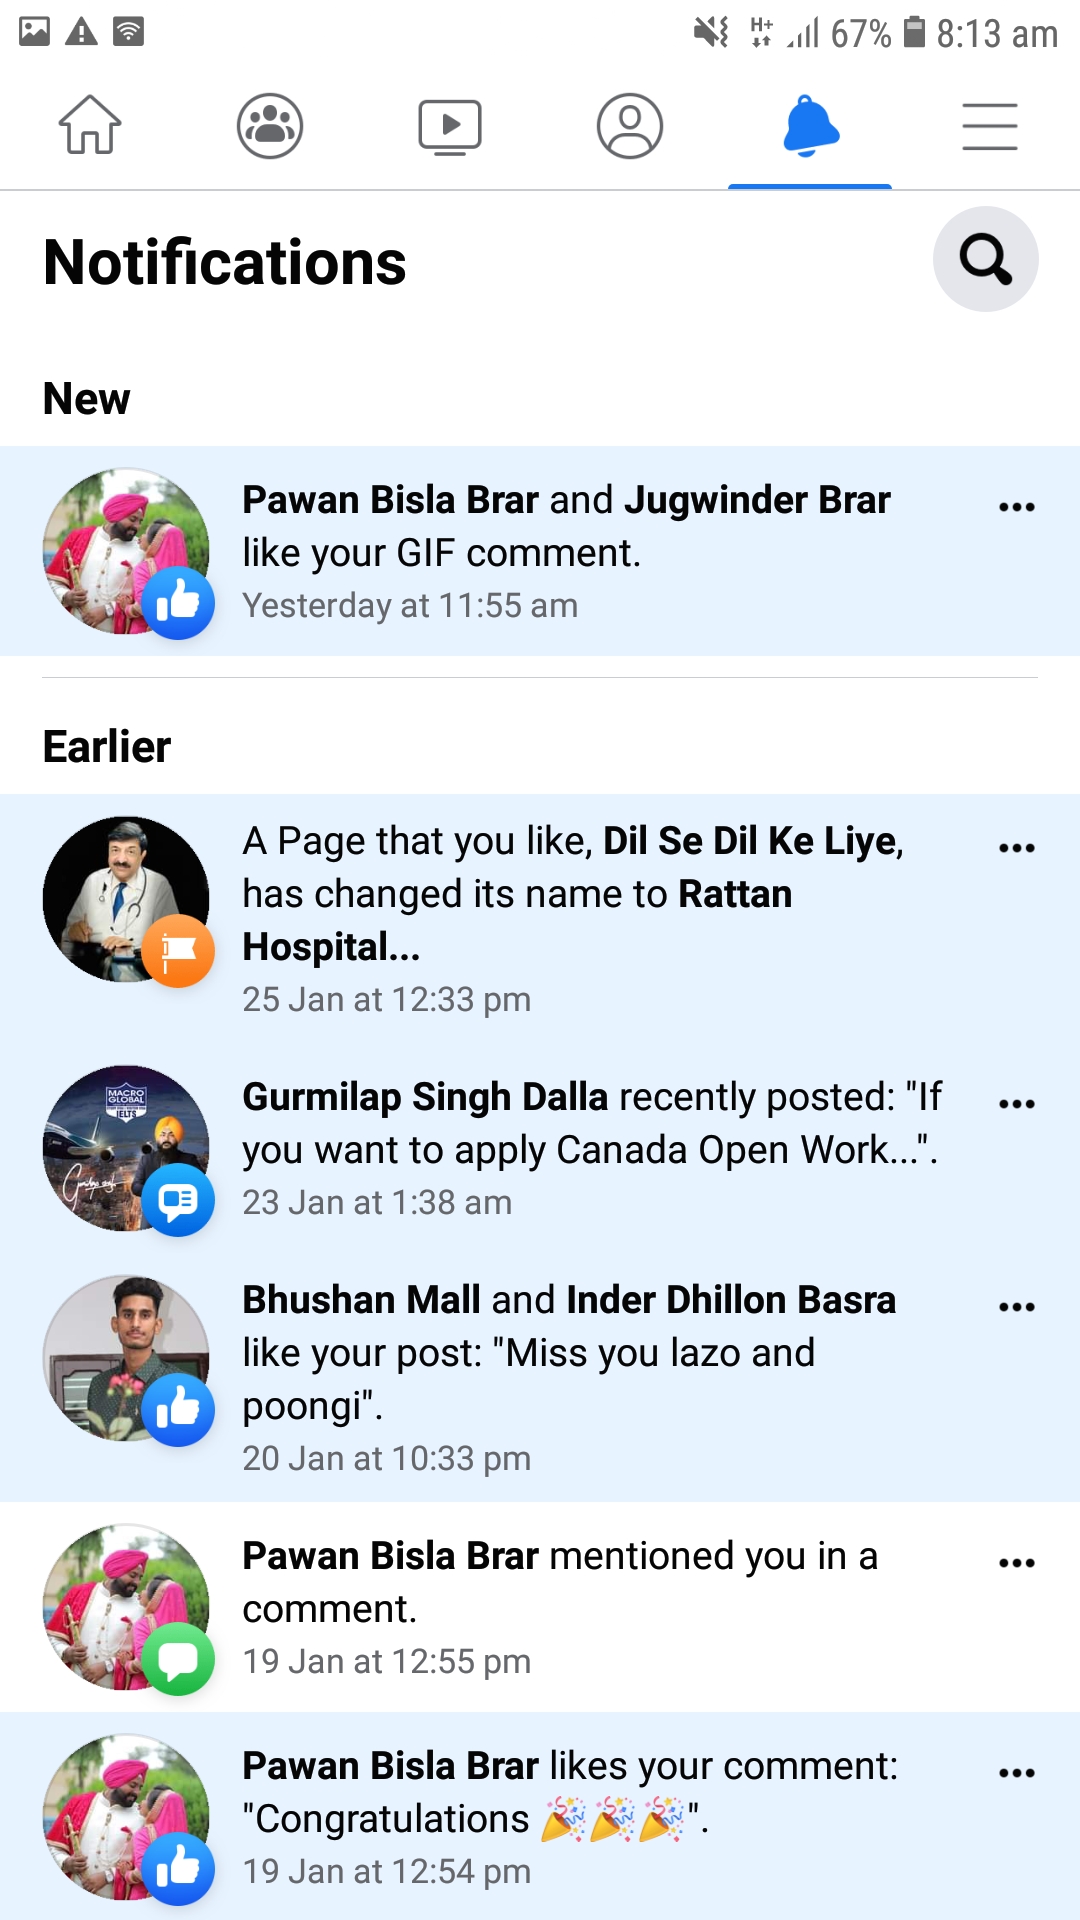 H+ 67% 8:13 am
Notifications
New
Pawan Bisla Brar and Jugwinder Brar
like your GIF comment.
Yesterday at 11:55 am
Earlier
A Page that you like, Dil Se Dil Ke Liye,
has changed its name to Rattan
Hospital...
25 Jan at 12:33 pm
MACRO
GLOBAL
IELTS
Gurmilap Singh Dalla recently posted: "If
you want to apply Canada Open Work...".
23 Jan at 1:38 am
Bhushan Mall and Inder Dhillon Basra
like your post: "Miss you lazo and
poongi".
20 Jan at 10:33 pm
Pawan Bisla Brar mentioned you in a
comment.
19 Jan at 12:55 pm
Pawan Bisla Brar likes your comment:
"Congratulations 🎉🎉🎉".
19 Jan at 12:54 pm